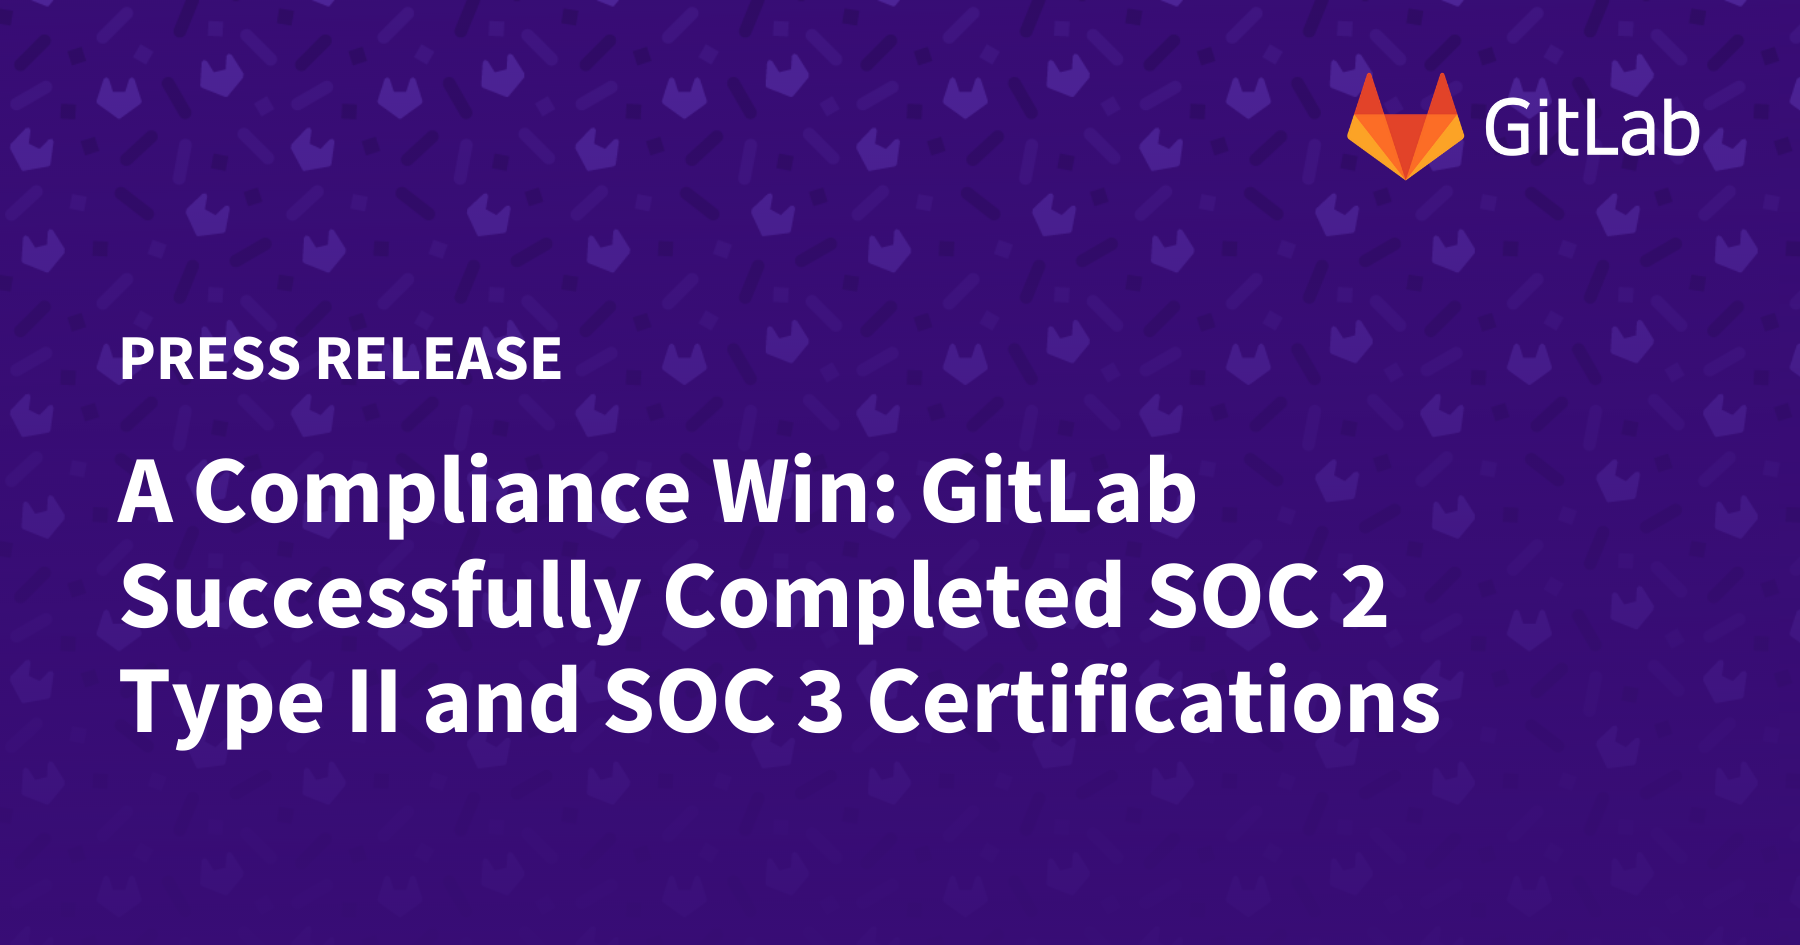 GitLab
PRESS RELEASE
A Compliance Win: GitLab
Successfully Completed SOC 2
Type II and SOC 3 Certifications